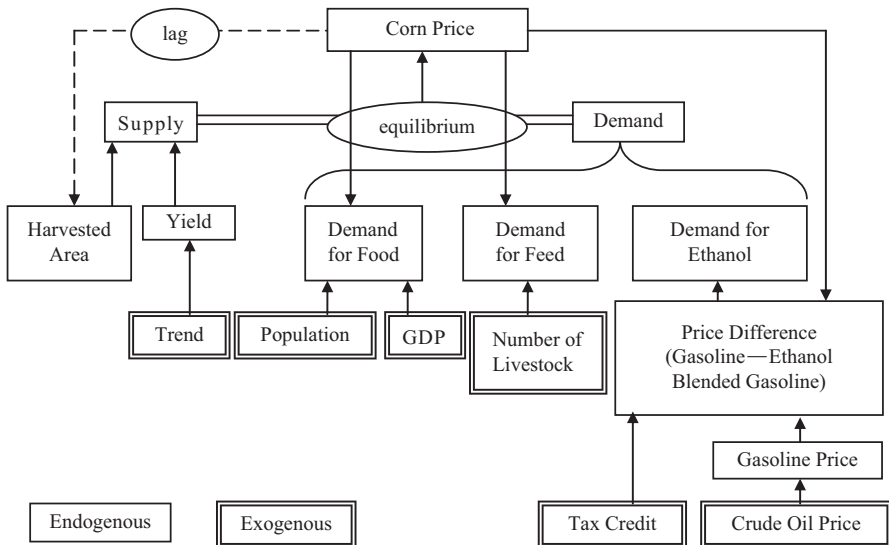 lag
Corn Price
Supply
equilibrium
Demand
Harvested
Area
Yield
Demand
for Food
Demand
for Feed
Demand for
Ethanol
Trend
Population
GDP
Number of
Livestock
Price Difference
(Gasoline—Ethanol
Blended Gasoline)
Gasoline Price
Endogenous
Exogenous
Tax Credit
Crude Oil Price